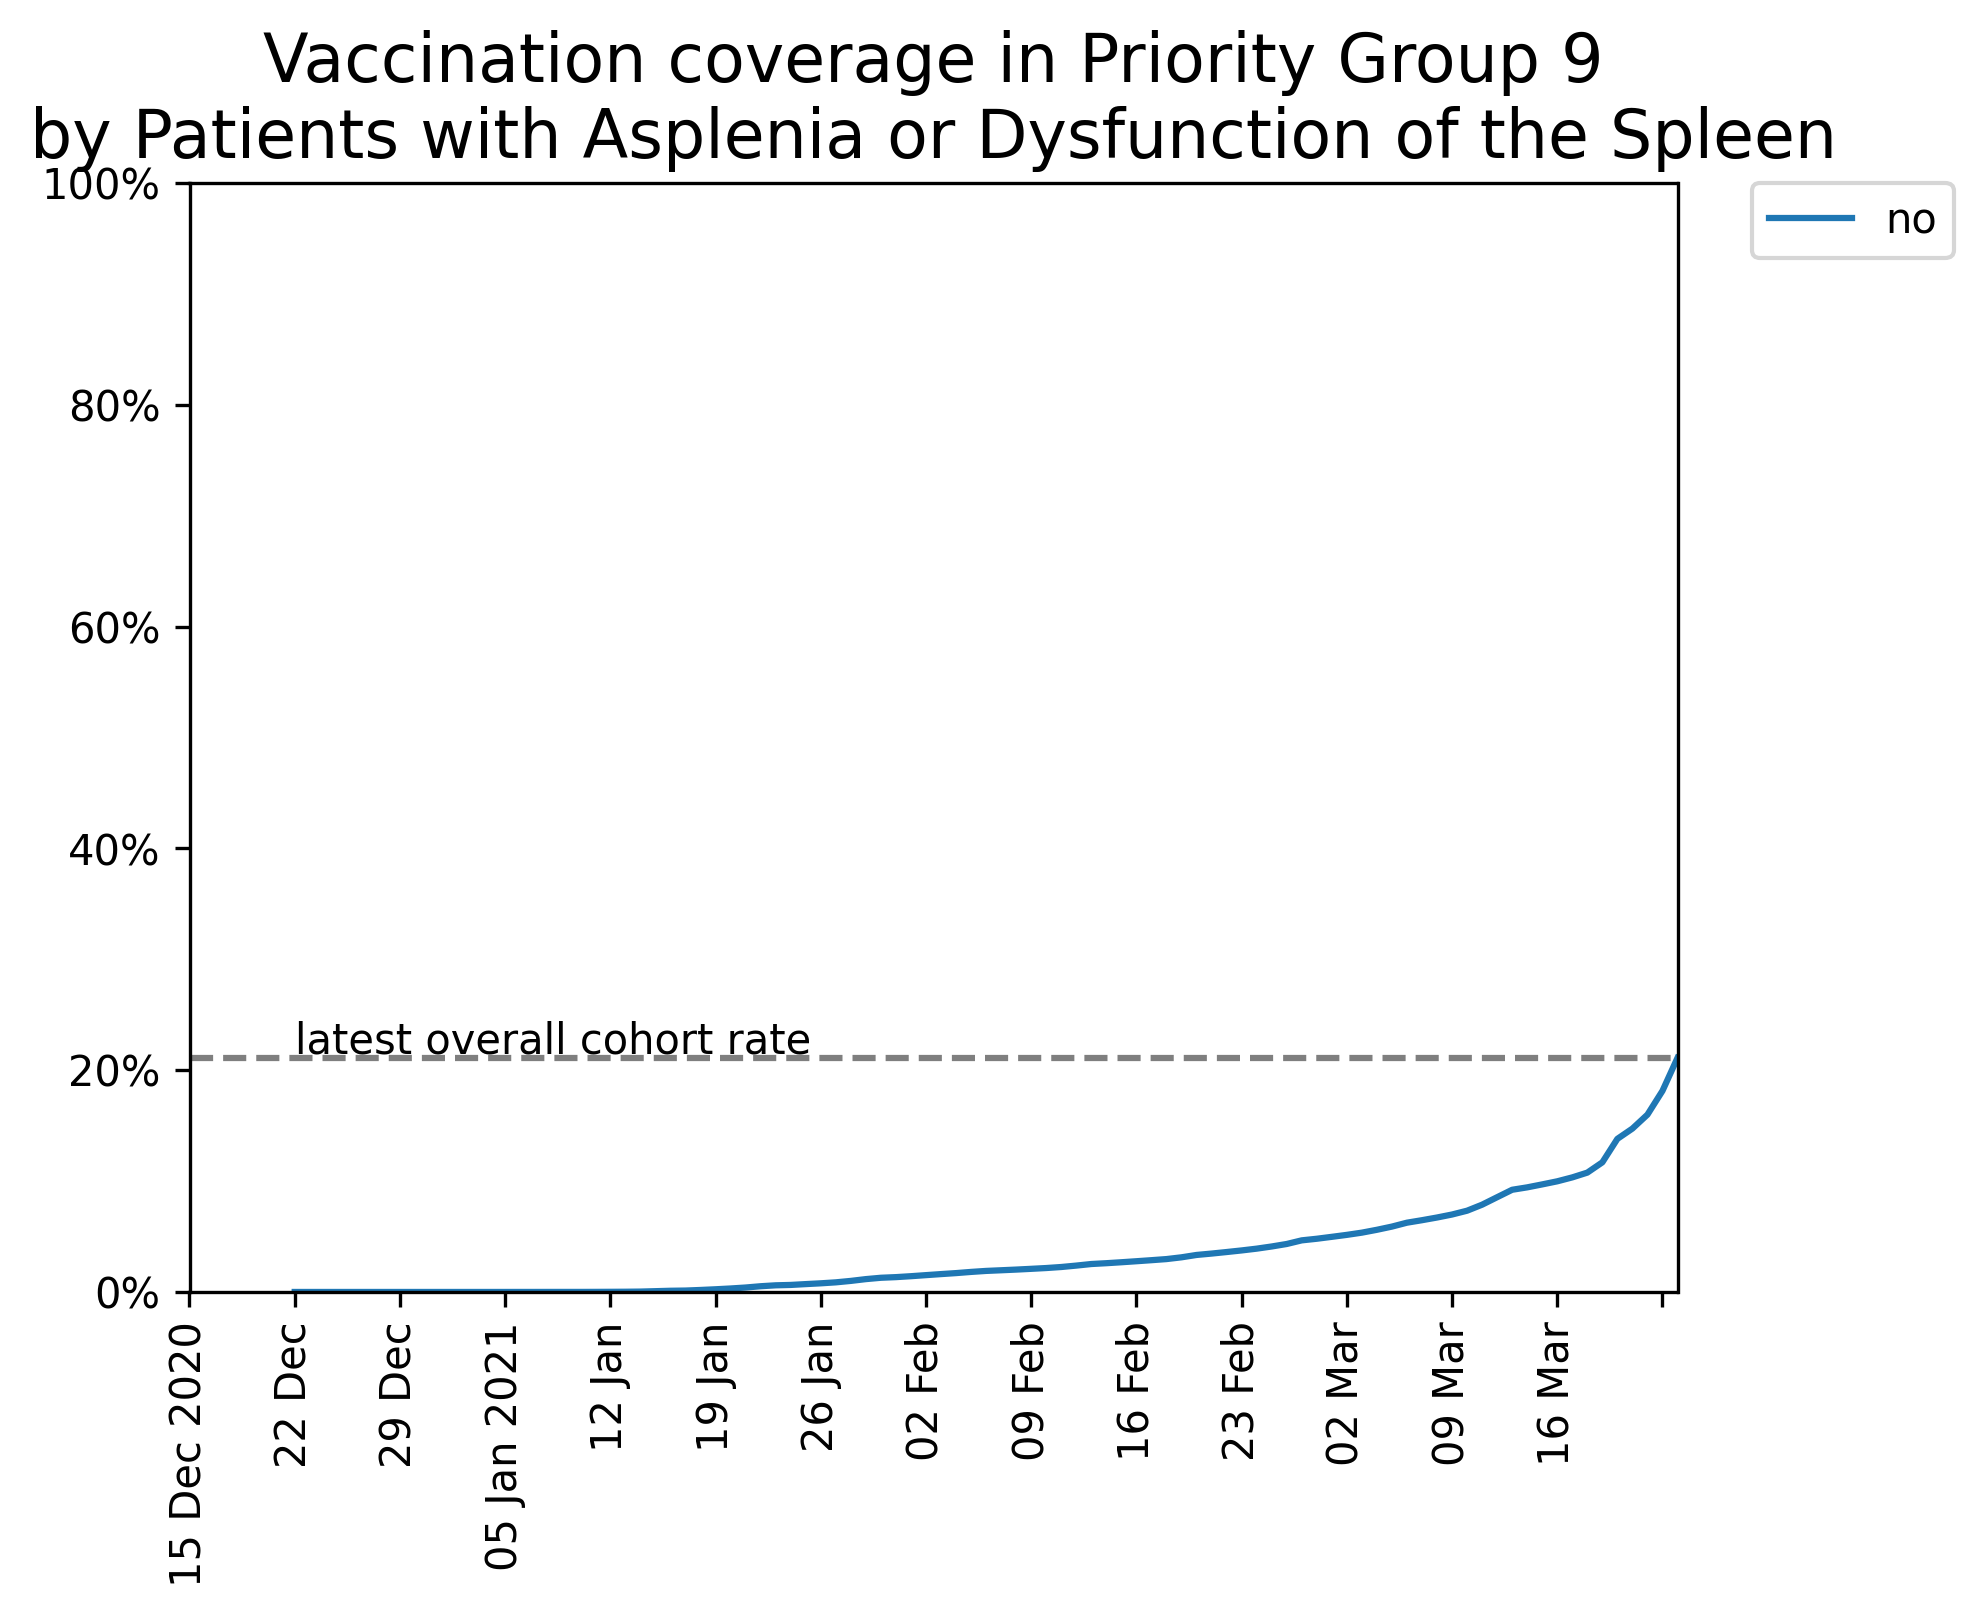 Vaccination coverage in Priority Group 9
by Patients with Asplenia or Dysfunction of the Spleen
no
100%
80%
60%
40%
20%
0%
latest overall cohort rate
15 Dec 2020
22 Dec
29 Dec
05 Jan 2021
12 Jan
19 Jan
26 Jan
02 Feb
09 Feb
16 Feb
23 Feb
02 Mar
09 Mar
16 Mar